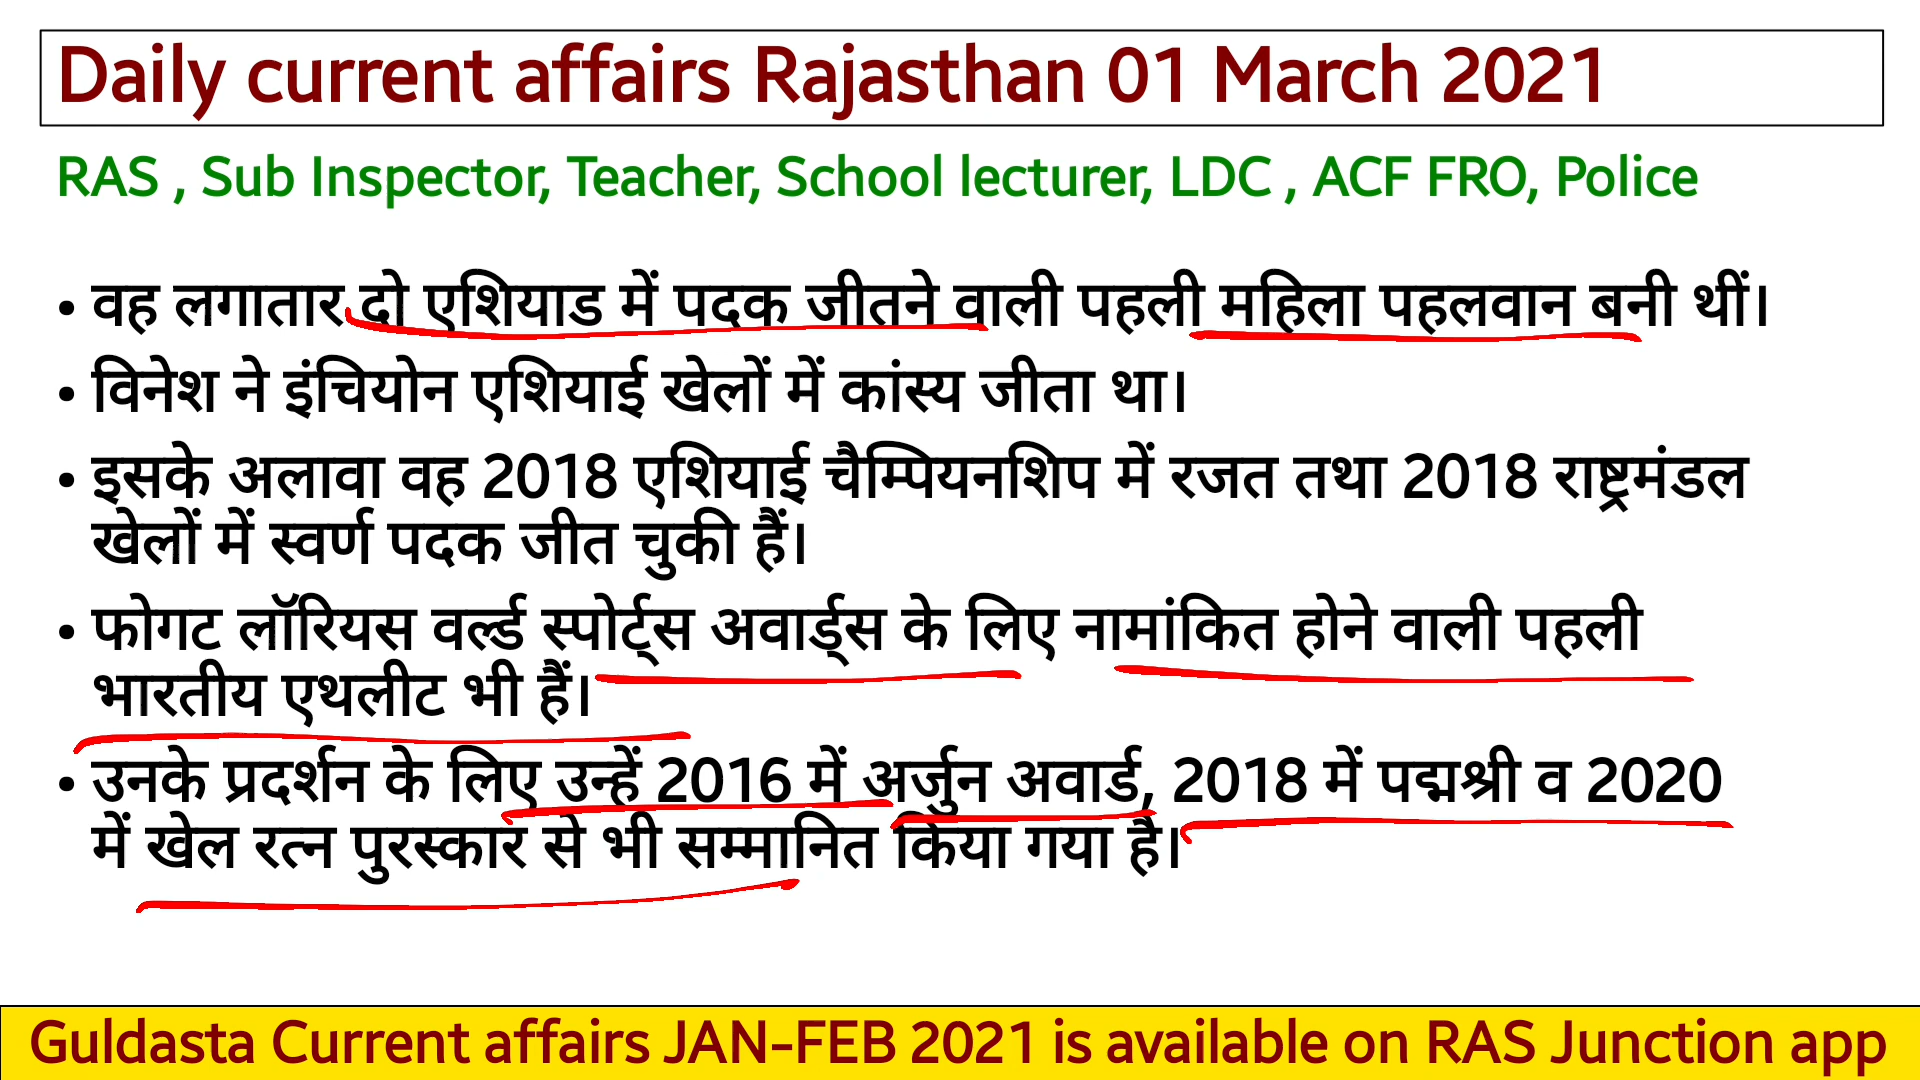 Daily current affairs Rajasthan 01 March 2021
RAS , Sub Inspector, Teacher, School lecturer, LDC , ACF FRO, Police
• वह लगातार दो एशियाड में पदक जीतने वाली पहली महिला पहलवान बनी थीं।
• विनेश ने इंचियोन एशियाई खेलों में कांस्य जीता था।
• इसके अलावा वह 2018 एशियाई चैम्पियनशिप में रजत तथा 2018 राष्ट्रमंडल
खेलों में स्वर्ण पदक जीत चुकी हैं।
• फोगट लॉरियस वर्ल्ड स्पोर्ट्स अवार्ड्स के लिए नामांकित होने वाली पहली
भारतीय एथलीट भी हैं।
• उनके प्रदर्शन के लिए उन्हें 2016 में अर्जुन अवार्ड, 2018 में पद्मश्री व 2020
में खेल रत्न पुरस्कार से भी सम्मानित किया गया है।
Guldasta Current affairs JAN-FEB 2021 is available on RAS Junction app